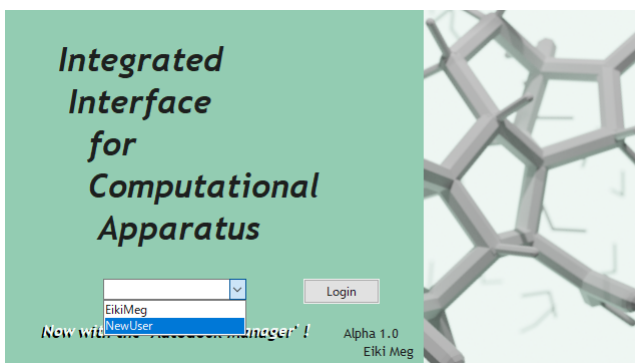 Integrated
Interface
for
Computational
Apparatus
Login
EikiMeg
NewUser
Now with the 'Autodock Manager' !
Alpha 1.0
Eiki Meg